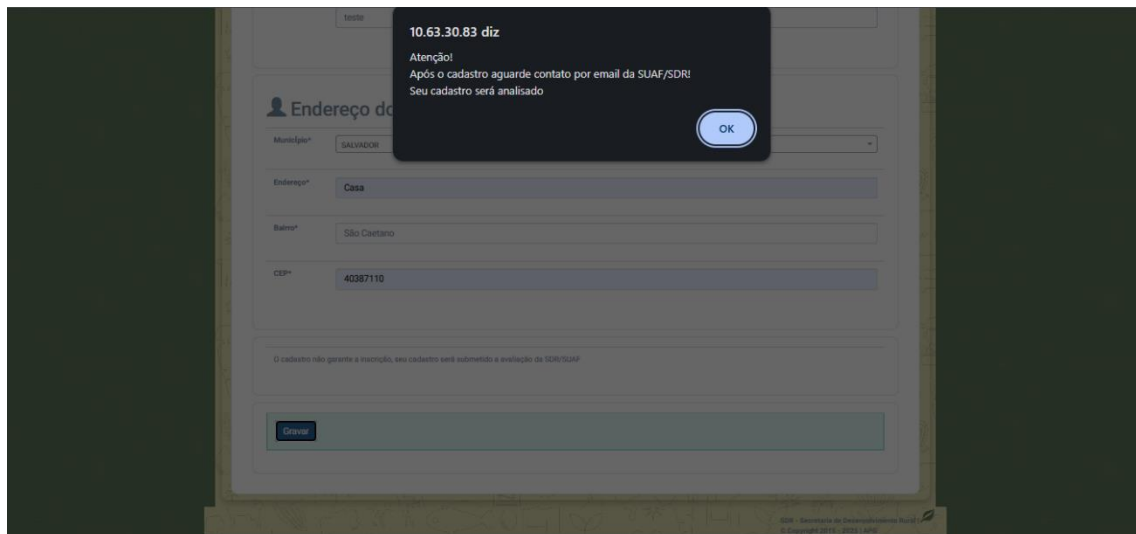 teste
10.63.30.83 diz
Atenção!
Após o cadastro aguarde contato por email da SUAF/SDR!
Seu cadastro será analisado
OK
Endereço do
Município*
SALVADOR
Endereço*
Casa
Bairro*
São Caetano
CEP*
40387110
O cadastro não garante a inscrição, seu cadastro será submetido a avaliação da SDR/SUAF
Gravar
SDR - Secretaria de Desenvolvimento Rural
© Copyright 2015 -